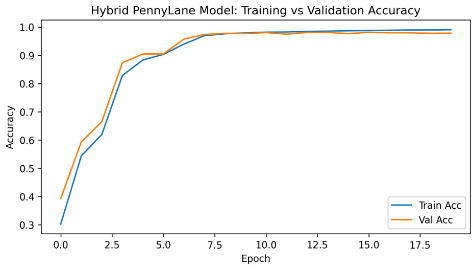 Hybrid PennyLane Model: Training vs Validation Accuracy
1.0
0.9
0.8
0.7
0.6
0.5
0.4
0.3
Accuracy
0.0 2.5 5.0 7.5 10.0 12.5 15.0 17.5
Epoch
Train Acc
Val Acc